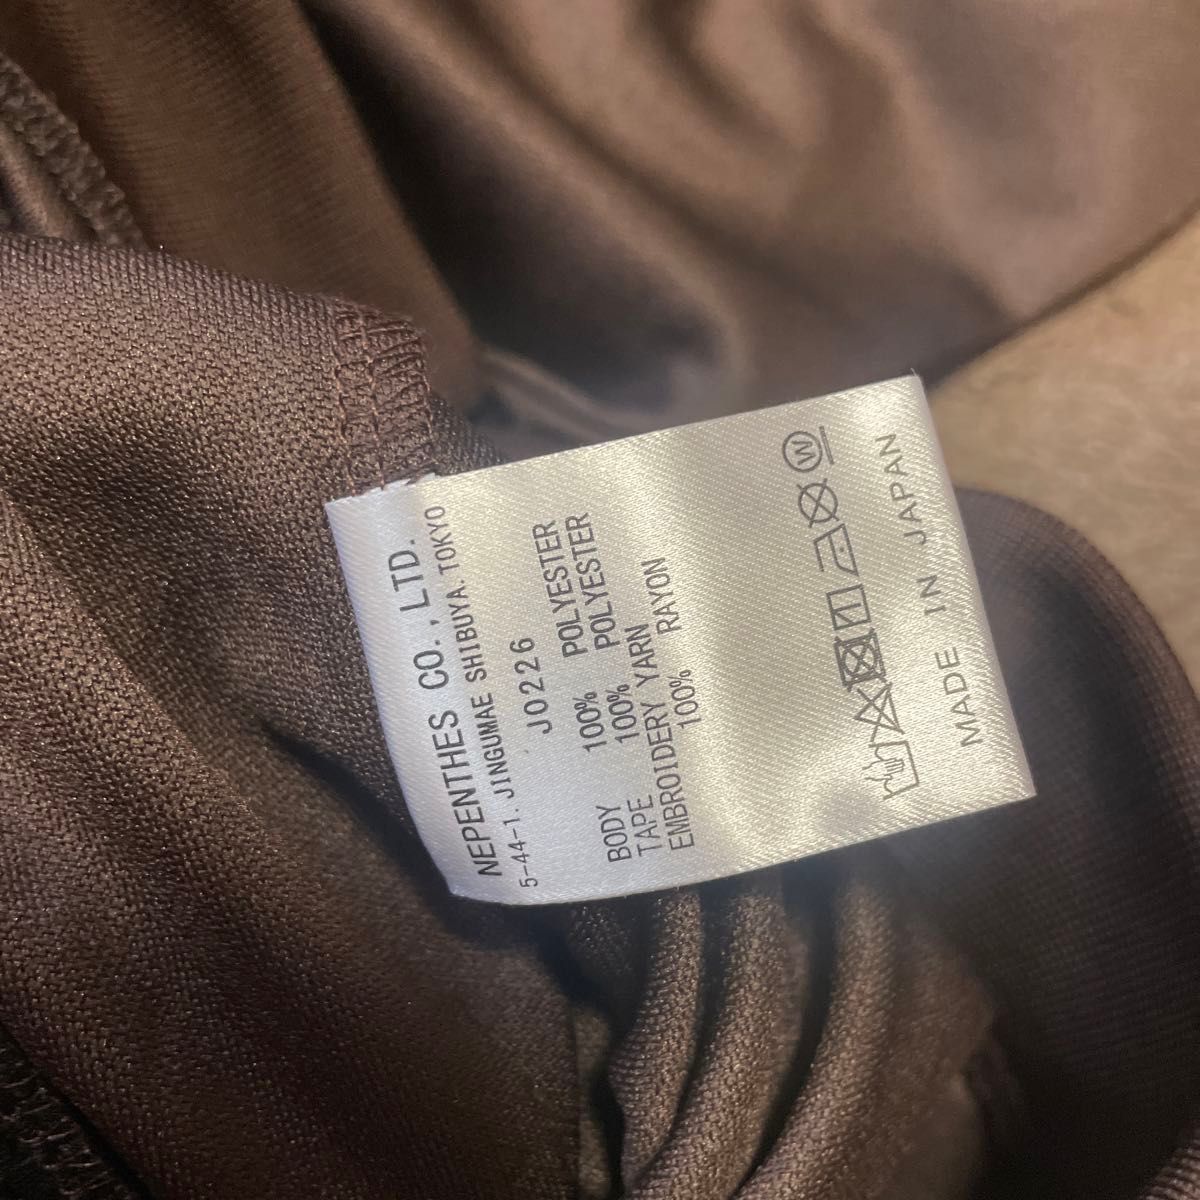 NEPENTHES CO.,LTD.
5-44-1.JINGUMAE SHIBUYA.TOKYO
J0226
BODY 100% POLYESTER
TAPE 100% POLYESTER
EMBROIDERY YARN
100% RAYON
W
MADE IN JAPAN